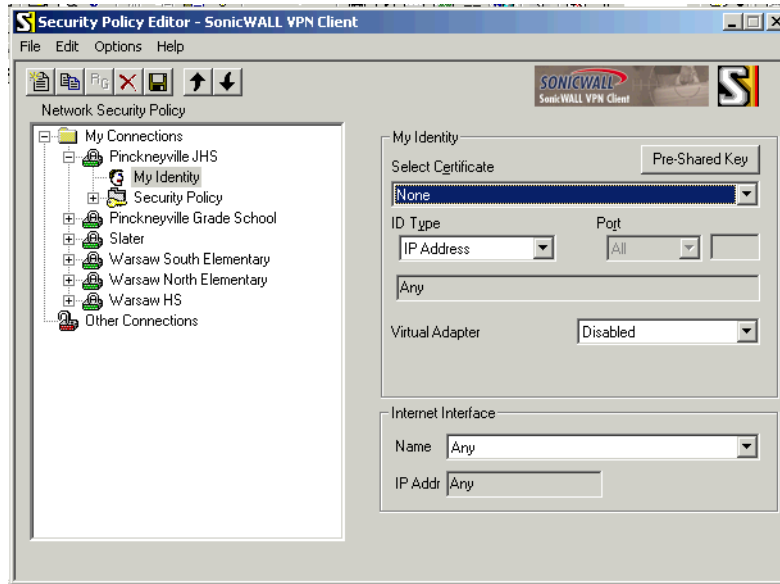 Security Policy Editor - SonicWALL VPN Client
File Edit Options Help
SONICWALL
SonicWALL VPN Client
Network Security Policy
My Connections
Pinckneyville JHS
My Identity
Security Policy
Pinckneyville Grade School
Slater
Warsaw South Elementary
Warsaw North Elementary
Warsaw HS
Other Connections
My Identity
Select Certificate
Pre-Shared Key
None
ID Type
Port
IP Address
All
Any
Virtual Adapter
Disabled
Internet Interface
Name
Any
IP Addr
Any